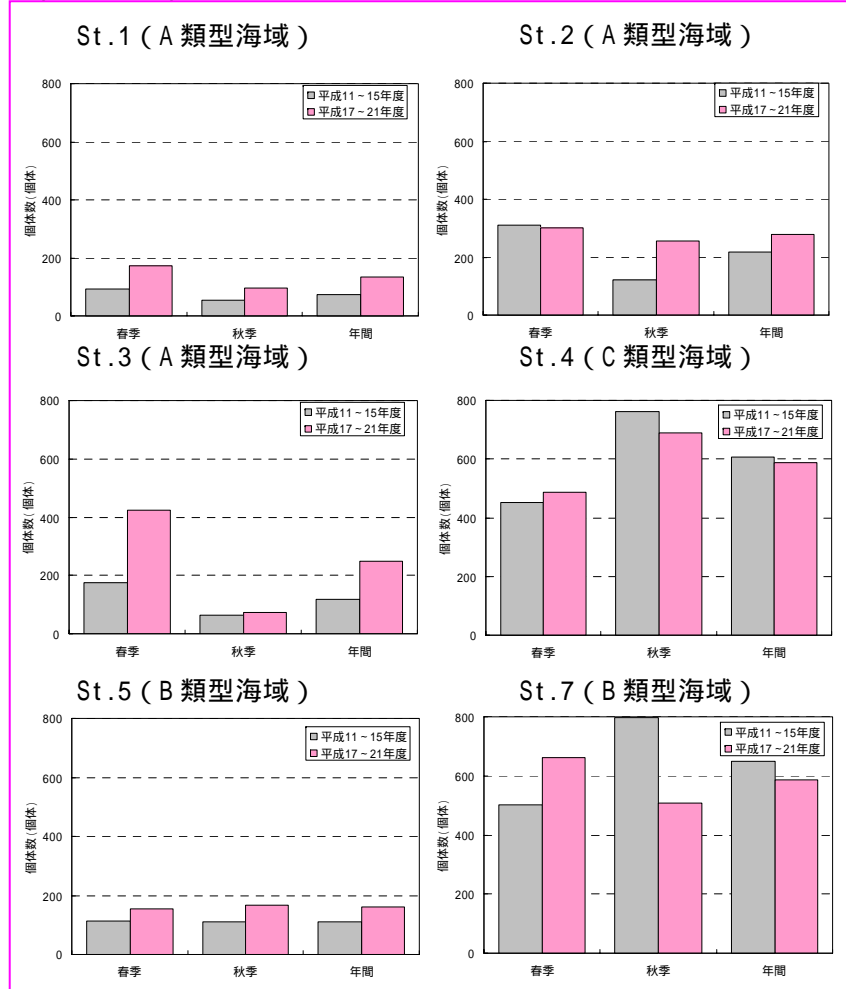 St.1(A類型海域)
800
600
400
200
0
個体数(個体)
平成11~15年度
平成17~21年度
春季 秋季 年間
St.2(A類型海域)
800
600
400
200
0
個体数(個体)
平成11~15年度
平成17~21年度
春季 秋季 年間
St.3(A類型海域)
800
600
400
200
0
個体数(個体)
平成11~15年度
平成17~21年度
春季 秋季 年間
St.4(C類型海域)
800
600
400
200
0
個体数(個体)
平成11~15年度
平成17~21年度
春季 秋季 年間
St.5(B類型海域)
800
600
400
200
0
個体数(個体)
平成11~15年度
平成17~21年度
春季 秋季 年間
St.7(B類型海域)
800
600
400
200
0
個体数(個体)
平成11~15年度
平成17~21年度
春季 秋季 年間